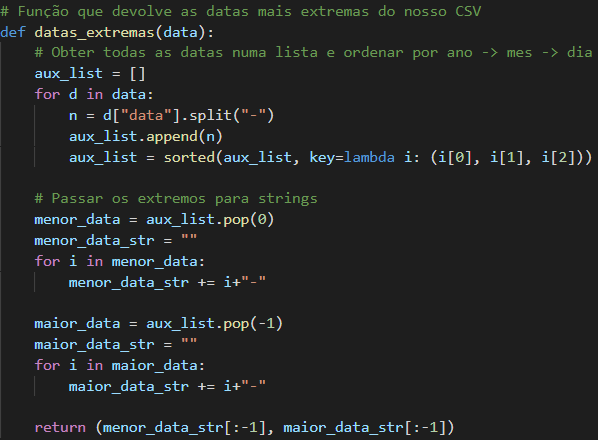 # Função que devolve as datas mais extremas do nosso CSV
def datas_extremas(data):
    # Obter todas as datas numa lista e ordenar por ano -> mes -> dia
    aux_list = []
    for d in data:
        n = d["data"].split("-")
        aux_list.append(n)
        aux_list = sorted(aux_list, key=lambda i: (i[0], i[1], i[2]))

    # Passar os extremos para strings
    menor_data = aux_list.pop(0)
    menor_data_str = ""
    for i in menor_data:
        menor_data_str += i+"-"

    maior_data = aux_list.pop(-1)
    maior_data_str = ""
    for i in maior_data:
        maior_data_str += i+"-"

    return (menor_data_str[:-1], maior_data_str[:-1])